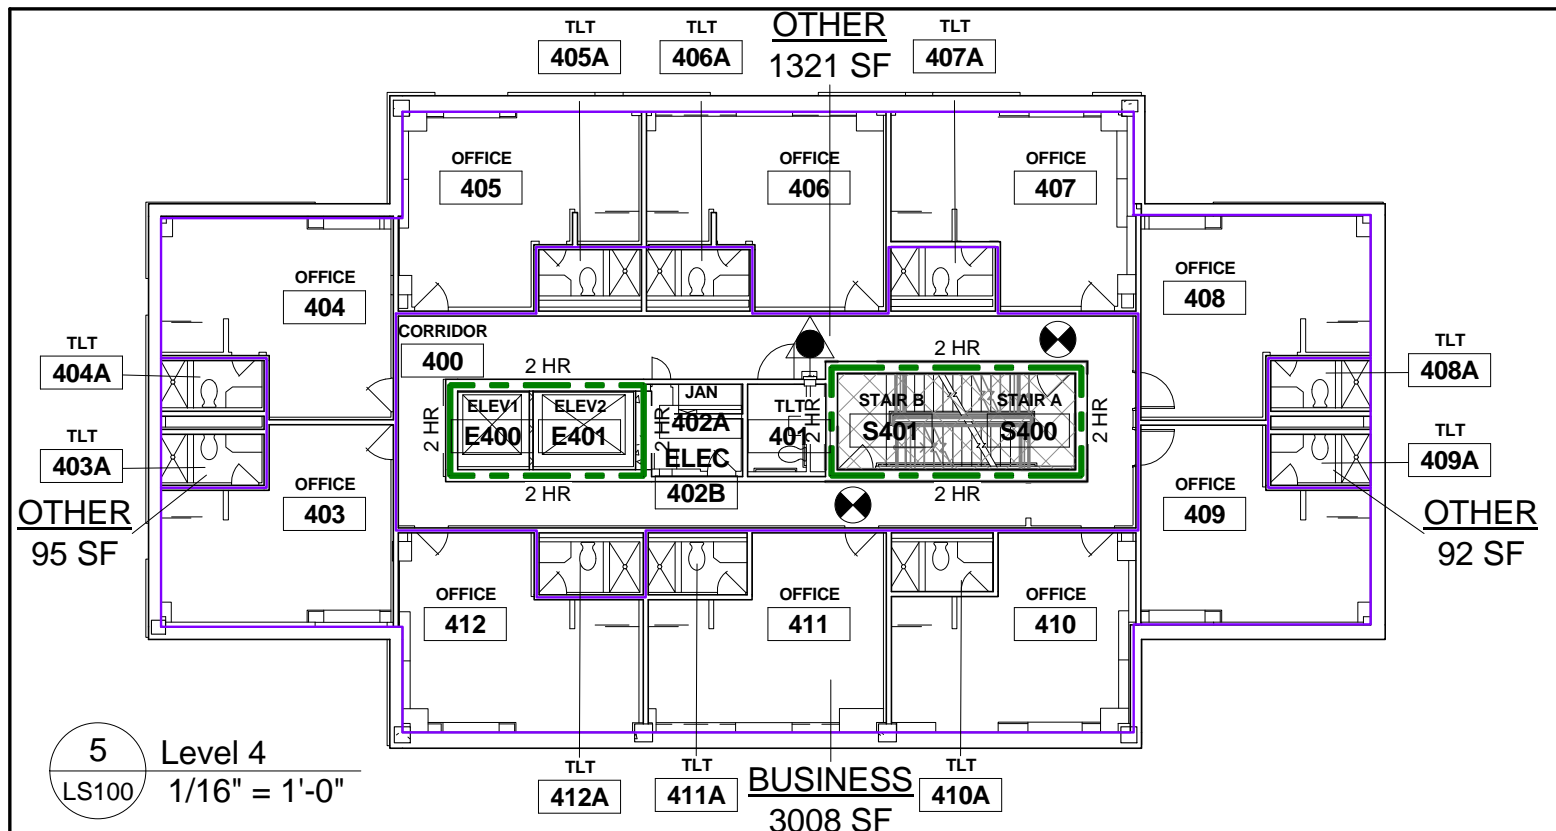 TLT
405A
TLT
406A
OTHER
1321 SF
TLT
407A
OFFICE
405
OFFICE
406
OFFICE
407
OFFICE
404
OFFICE
408
TLT
404A
CORRIDOR
400
2 HR
2 HR
TLT
408A
ELEV1
E400
ELEV2
E401
2 HR
2 HR
JAN
402A
ELEC
402B
TLT
401
2 HR
STAIR B
S401
STAIR A
S400
2 HR
2 HR
2 HR
TLT
403A
OTHER
95 SF
OFFICE
403
OFFICE
409
TLT
409A
OTHER
92 SF
OFFICE
412
OFFICE
411
OFFICE
410
5
LS100
Level 4
1/16" = 1'-0"
TLT
412A
TLT
411A
BUSINESS
3008 SF
TLT
410A